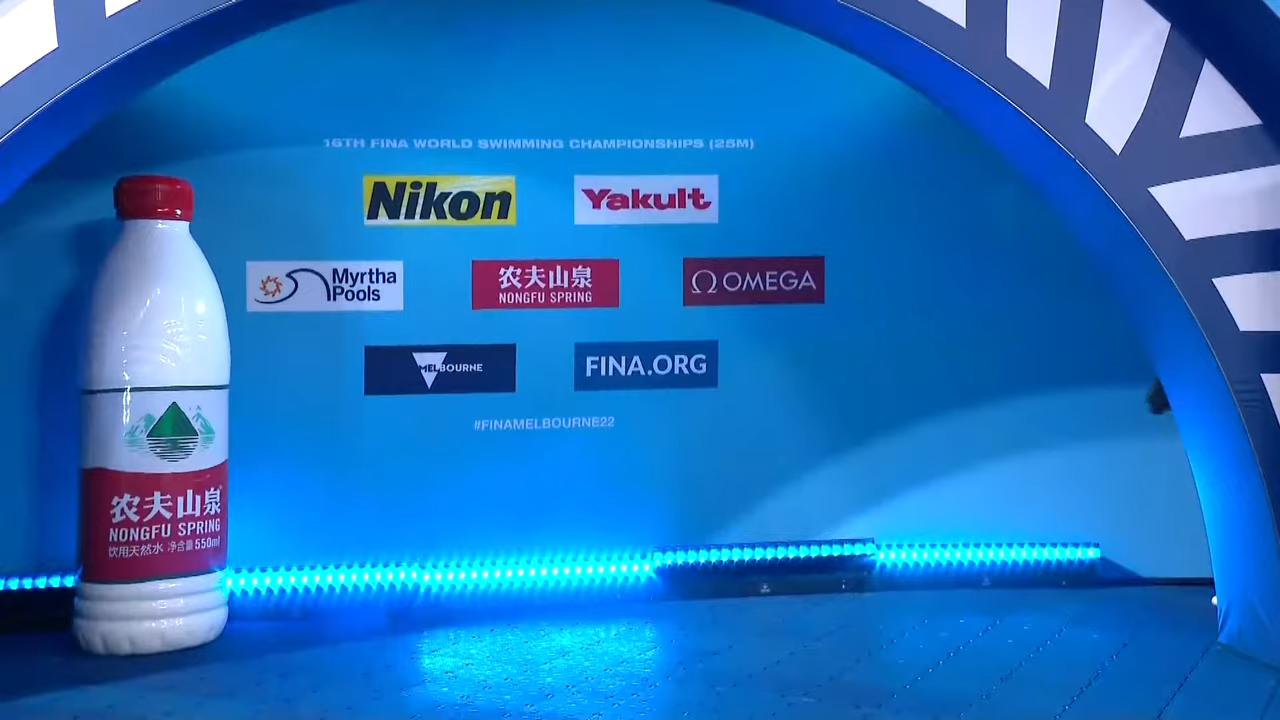 16TH FINA WORLD SWIMMING CHAMPIONSHIPS (25M)
Nikon
Yakult
Myrtha
Pools
农夫山泉
NONGFU SPRING
Ω OMEGA
MELBOURNE
FINA.ORG
#FINAMELBOURNE22
农夫山泉
NONGFU SPRING
饮用天然水 净含量550ml